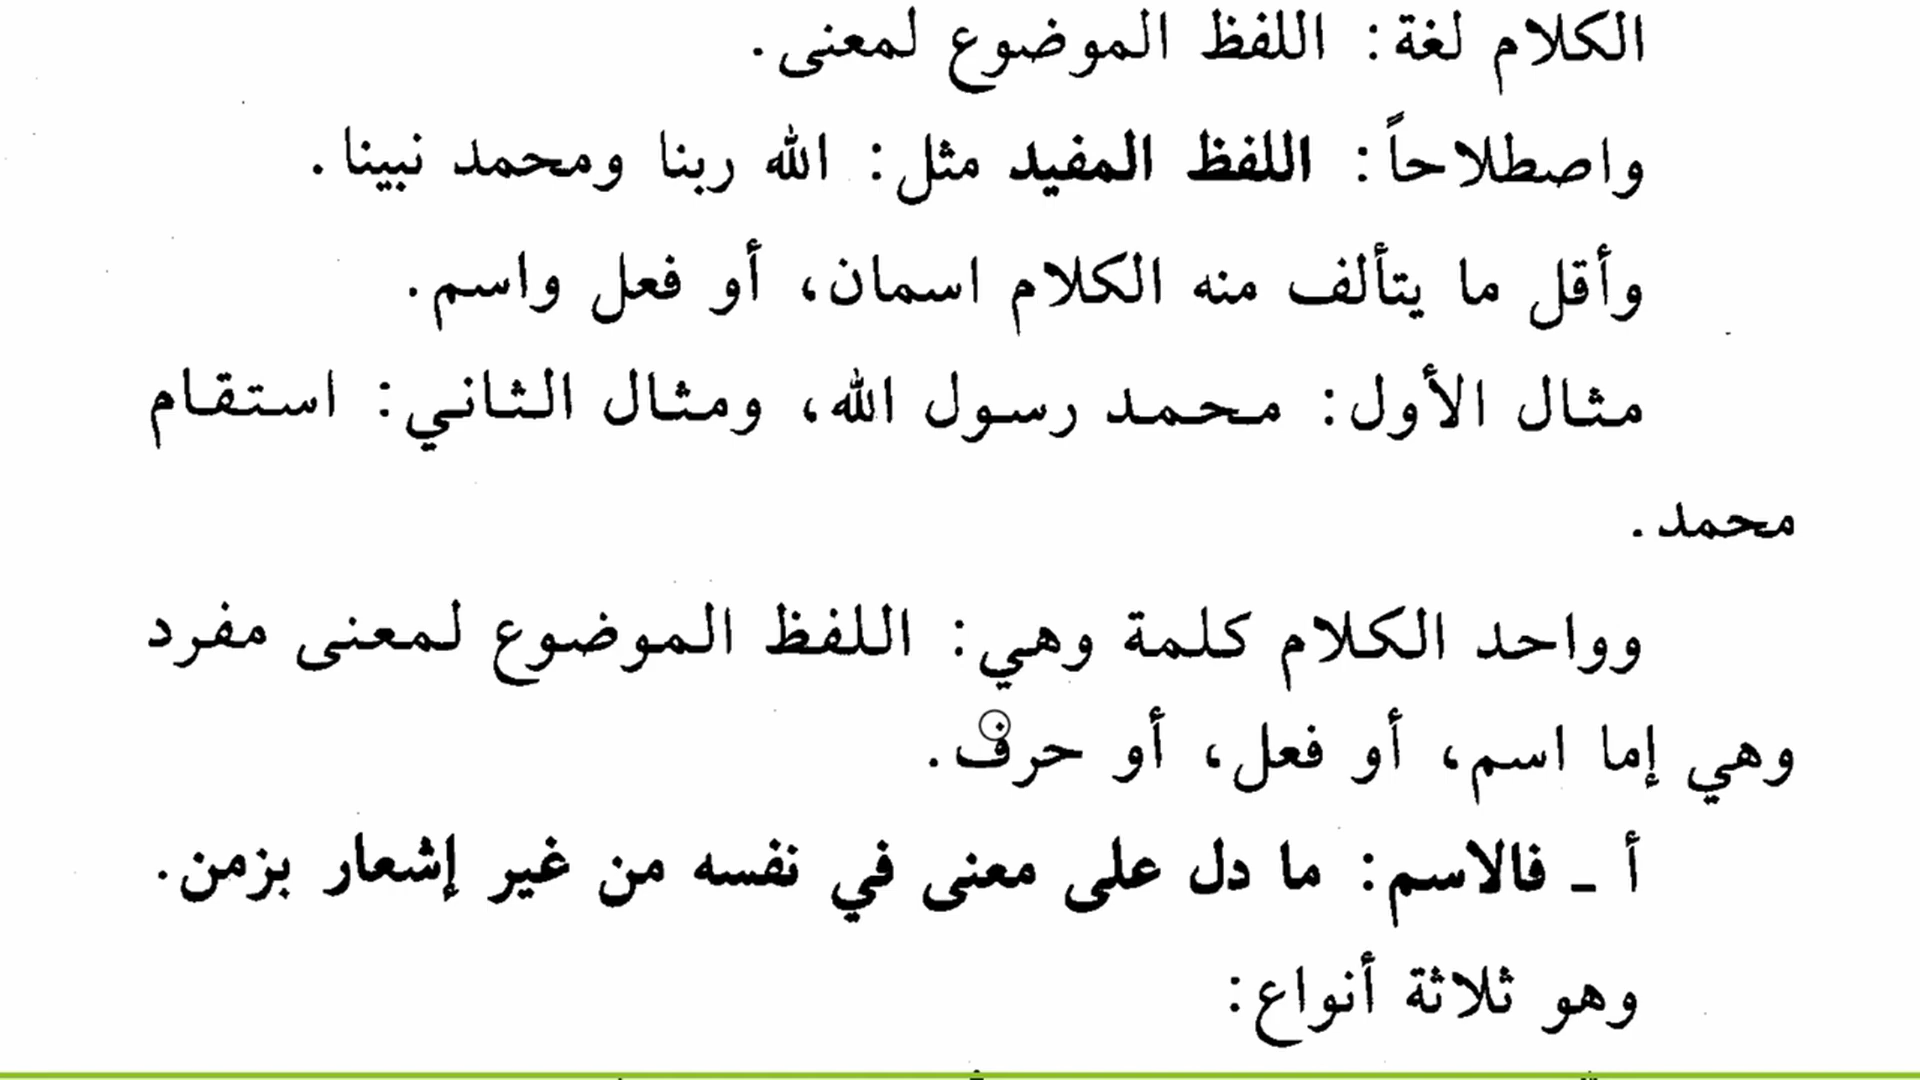 الكلام لغة: اللفظ الموضوع لمعنى.
واصطلاحاً: اللفظ المفيد مثل: الله ربنا ومحمد نبينا.
وأقل ما يتألف منه الكلام اسمان، أو فعل واسم.
مثال الأول: محمد رسول الله، ومثال الثاني: استقام
محمد.
وواحد الكلام كلمة وهي: اللفظ الموضوع لمعنى مفرد
وهي إما اسم، أو فعل، أو حرف.
أ ـ فالاسم: ما دل على معنى في نفسه من غير إشعار بزمن.
وهو ثلاثة أنواع: